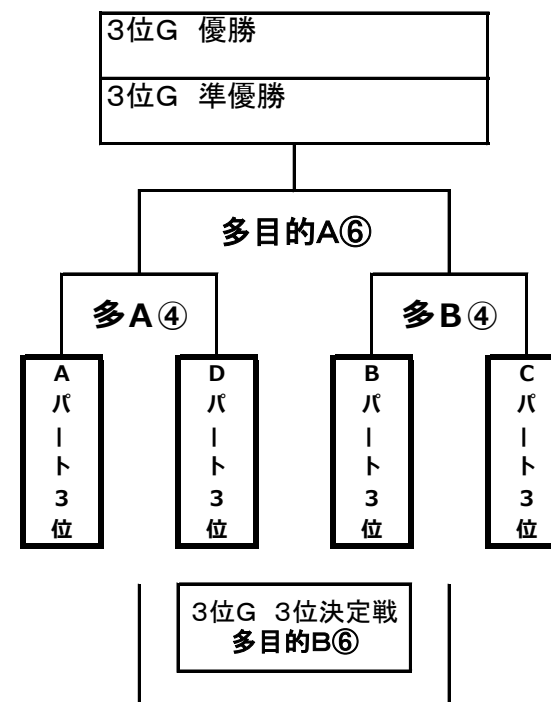 3位G 優勝
3位G 準優勝
多目的A⑥
多A④
多B④
Aパート3位
Dパート3位
Bパート3位
Cパート3位
3位G 3位決定戦
多目的B⑥